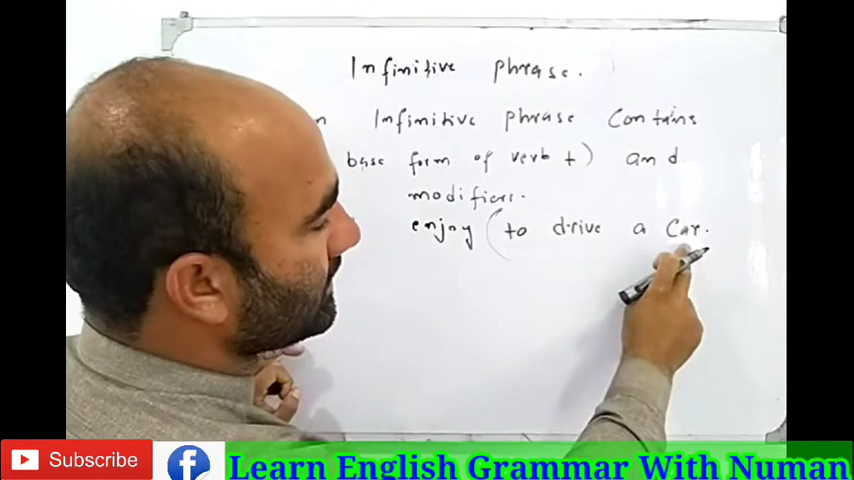 Infinitive phrase.
n Infinitive phrase contains
base form of verb +) and
modifiers.
enjoy (to drive a car.
Subscribe
f
Learn English Grammar With Numan